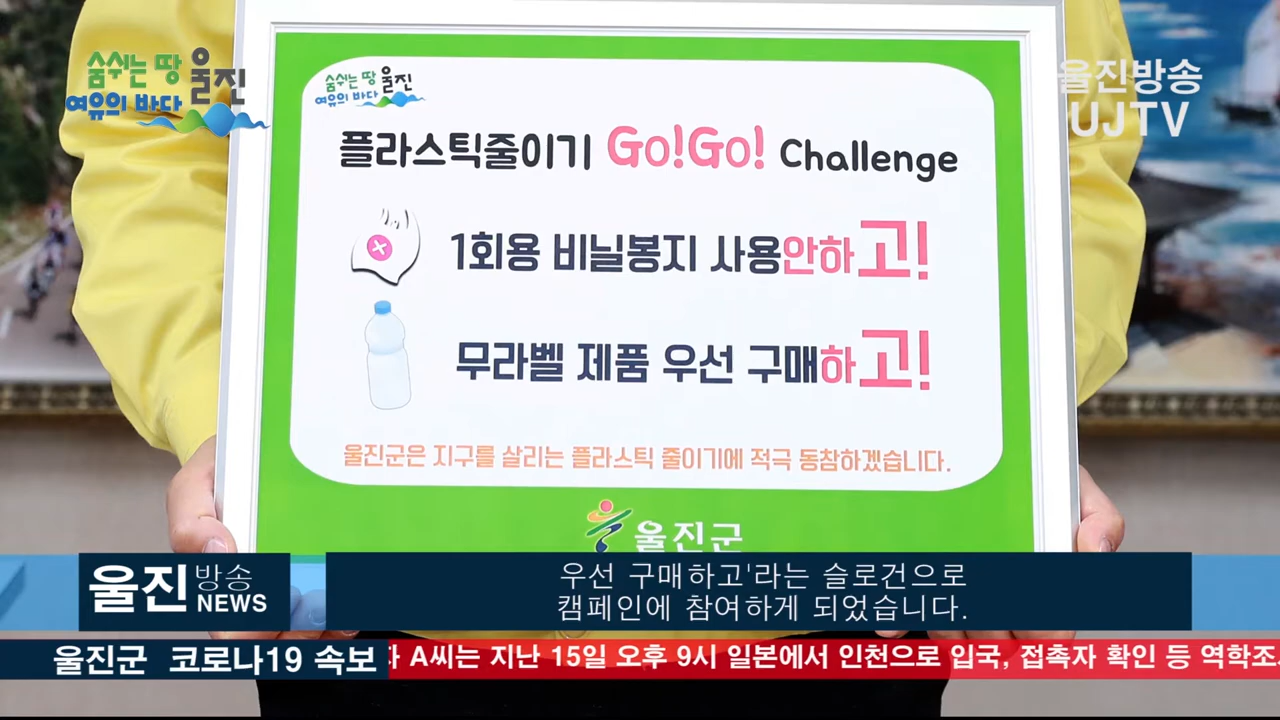 숨쉬는 땅 울진
여유의 바다
울진방송
UJTV
숨쉬는 땅 울진
여유의 바다
플라스틱줄이기 Go!Go! Challenge
1회용 비닐봉지 사용안하고!
무라벨 제품 우선 구매하고!
울진군은 지구를 살리는 플라스틱 줄이기에 적극 동참하겠습니다.
울진군
울진 방송 NEWS
우선 구매하고'라는 슬로건으로
캠페인에 참여하게 되었습니다.
울진군 코로나19 속보
A씨는 지난 15일 오후 9시 일본에서 인천으로 입국, 접촉자 확인 등 역학조